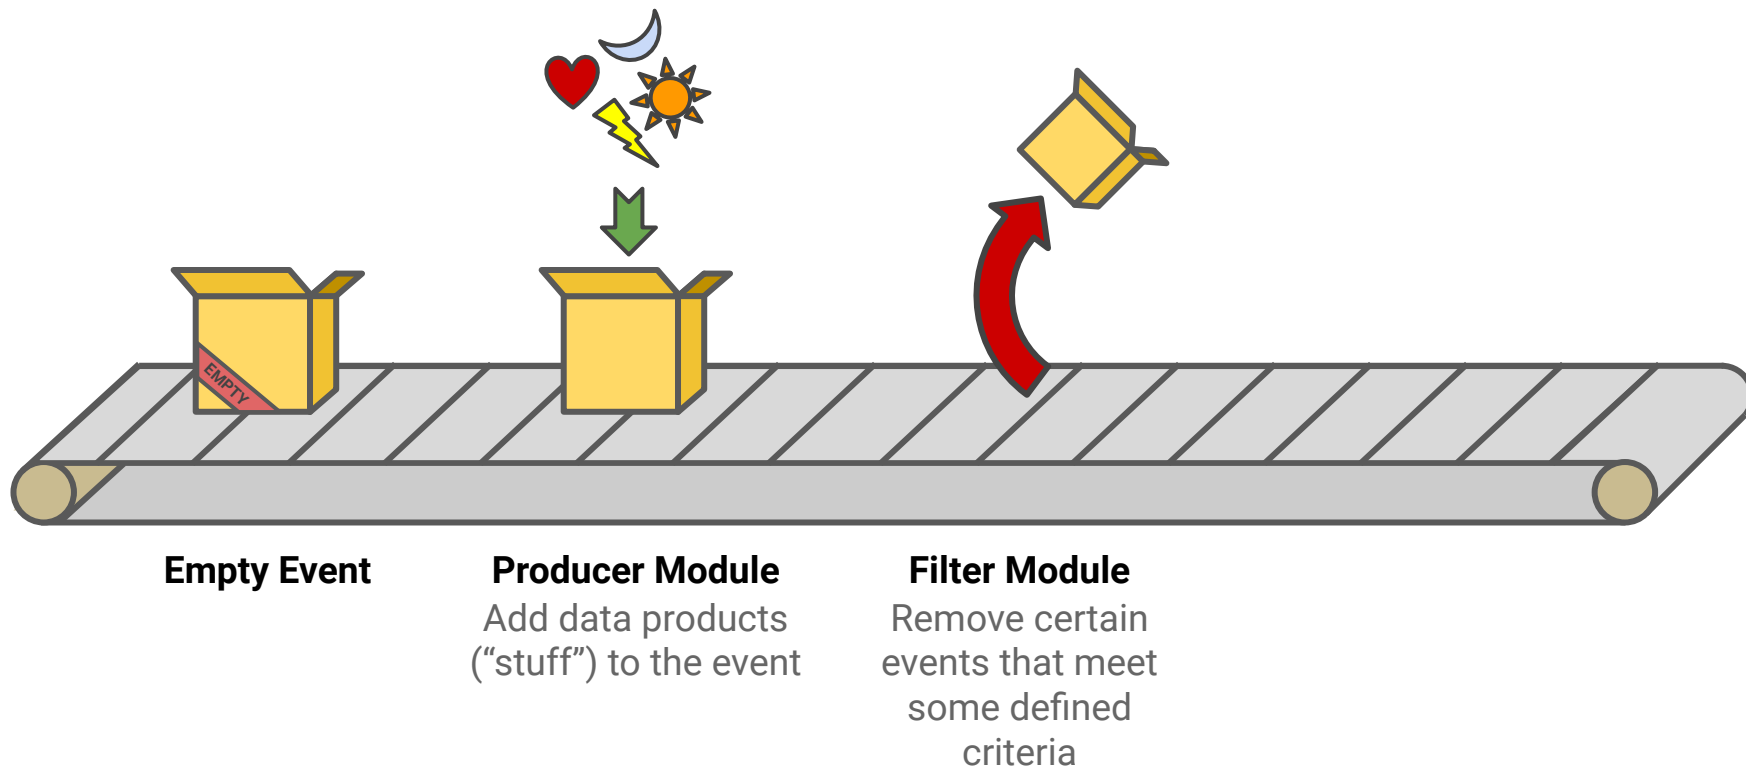 EMPTY
Empty Event
Producer Module
Add data products
(“stuff”) to the event
Filter Module
Remove certain
events that meet
some defined
criteria